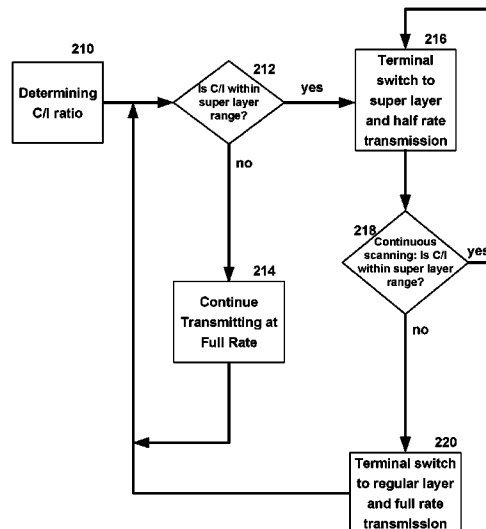 210
Determining
C/I ratio
212
Is C/I within
super layer
range?
yes
no
214
Continue
Transmitting at
Full Rate
216
Terminal
switch to
super layer
and half rate
transmission
218
Continuous
scanning: Is C/I
within super layer
range?
yes
no
220
Terminal switch
to regular layer
and full rate
transmission